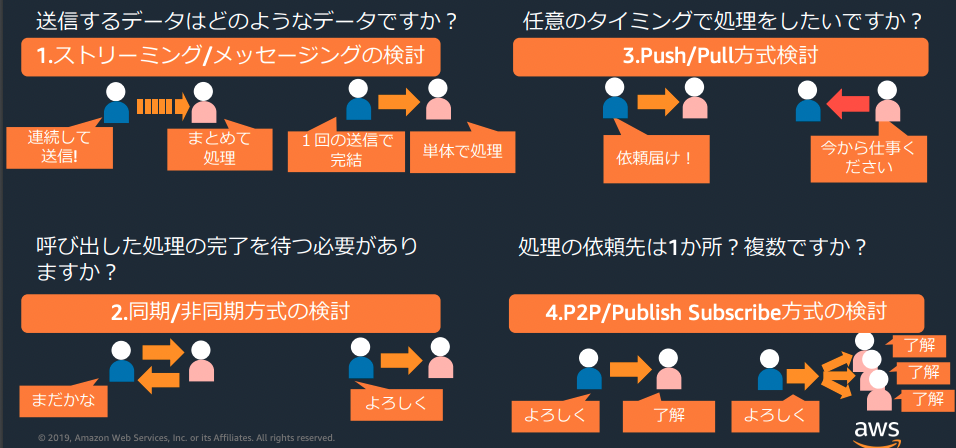 送信するデータはどのようなデータですか？
1.ストリーミング/メッセージングの検討
連続して
送信!
まとめて
処理
１回の送信で
完結
単体で処理
任意のタイミングで処理をしたいですか？
3.Push/Pull方式検討
依頼届け！
今から仕事く
ださい
呼び出した処理の完了を待つ必要があり
ますか？
2.同期/非同期方式の検討
まだかな
よろしく
処理の依頼先は1か所？複数ですか？
4.P2P/Publish Subscribe方式の検討
よろしく
了解
よろしく
了解
了解
了解
© 2019, Amazon Web Services, Inc. or its Affiliates. All rights reserved.
aws